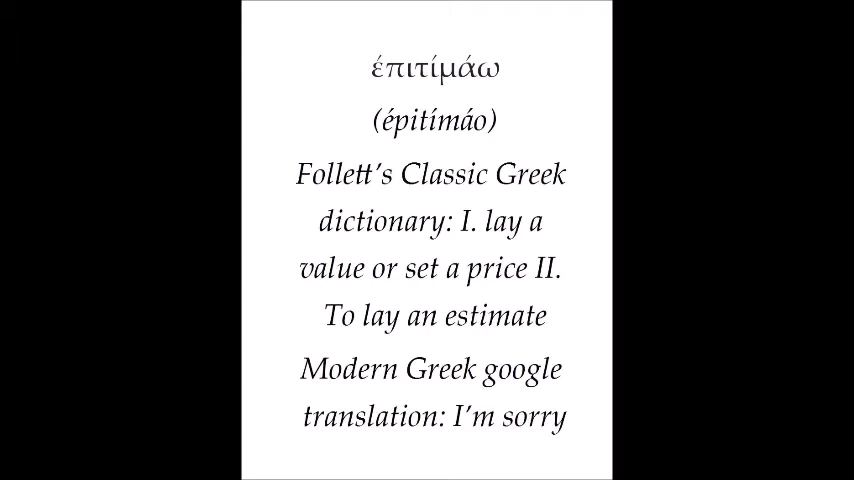 έπιτίμάω
(épitímáo)
Follett’s Classic Greek
dictionary: I. lay a
value or set a price II.
To lay an estimate
Modern Greek google
translation: I’m sorry